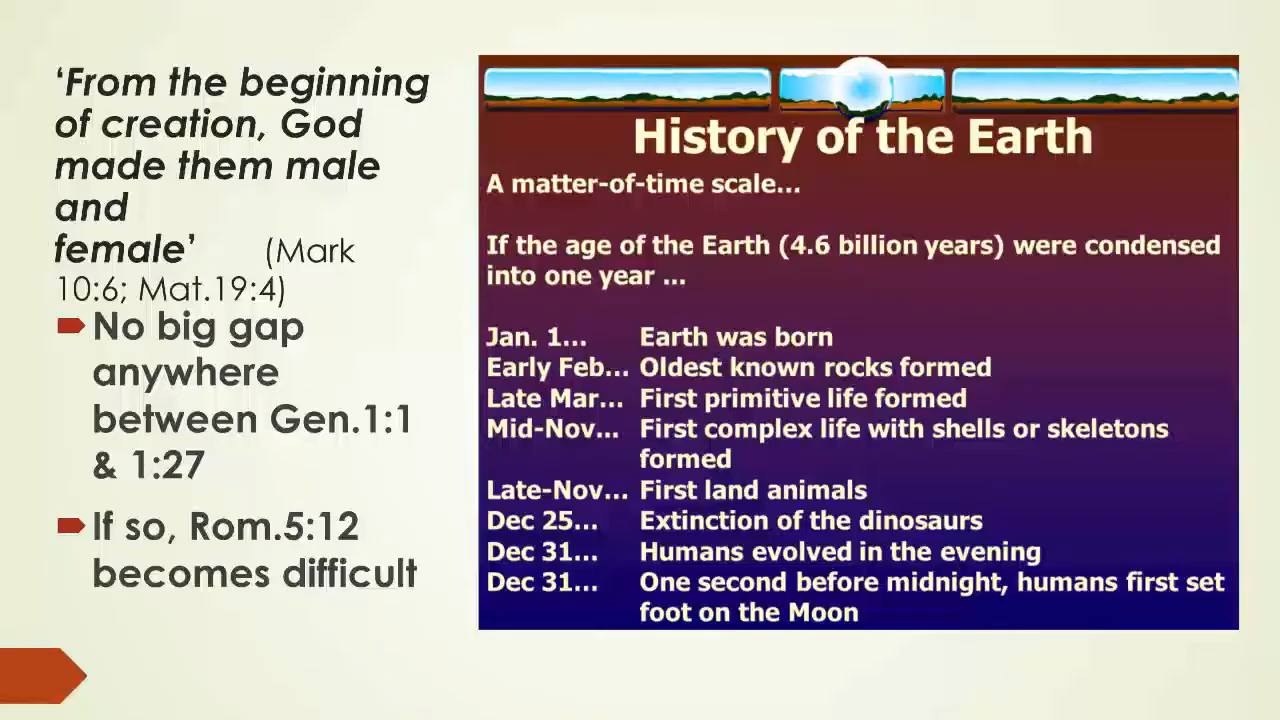 ‘From the beginning
of creation, God
made them male
and
female’ (Mark
10:6; Mat.19:4)
No big gap
anywhere
between Gen.1:1
& 1:27
If so, Rom.5:12
becomes difficult
History of the Earth
A matter-of-time scale...
If the age of the Earth (4.6 billion years) were condensed
into one year ...
Jan. 1... Earth was born
Early Feb... Oldest known rocks formed
Late Mar... First primitive life formed
Mid-Nov... First complex life with shells or skeletons
formed
Late-Nov... First land animals
Dec 25... Extinction of the dinosaurs
Dec 31... Humans evolved in the evening
Dec 31... One second before midnight, humans first set
foot on the Moon